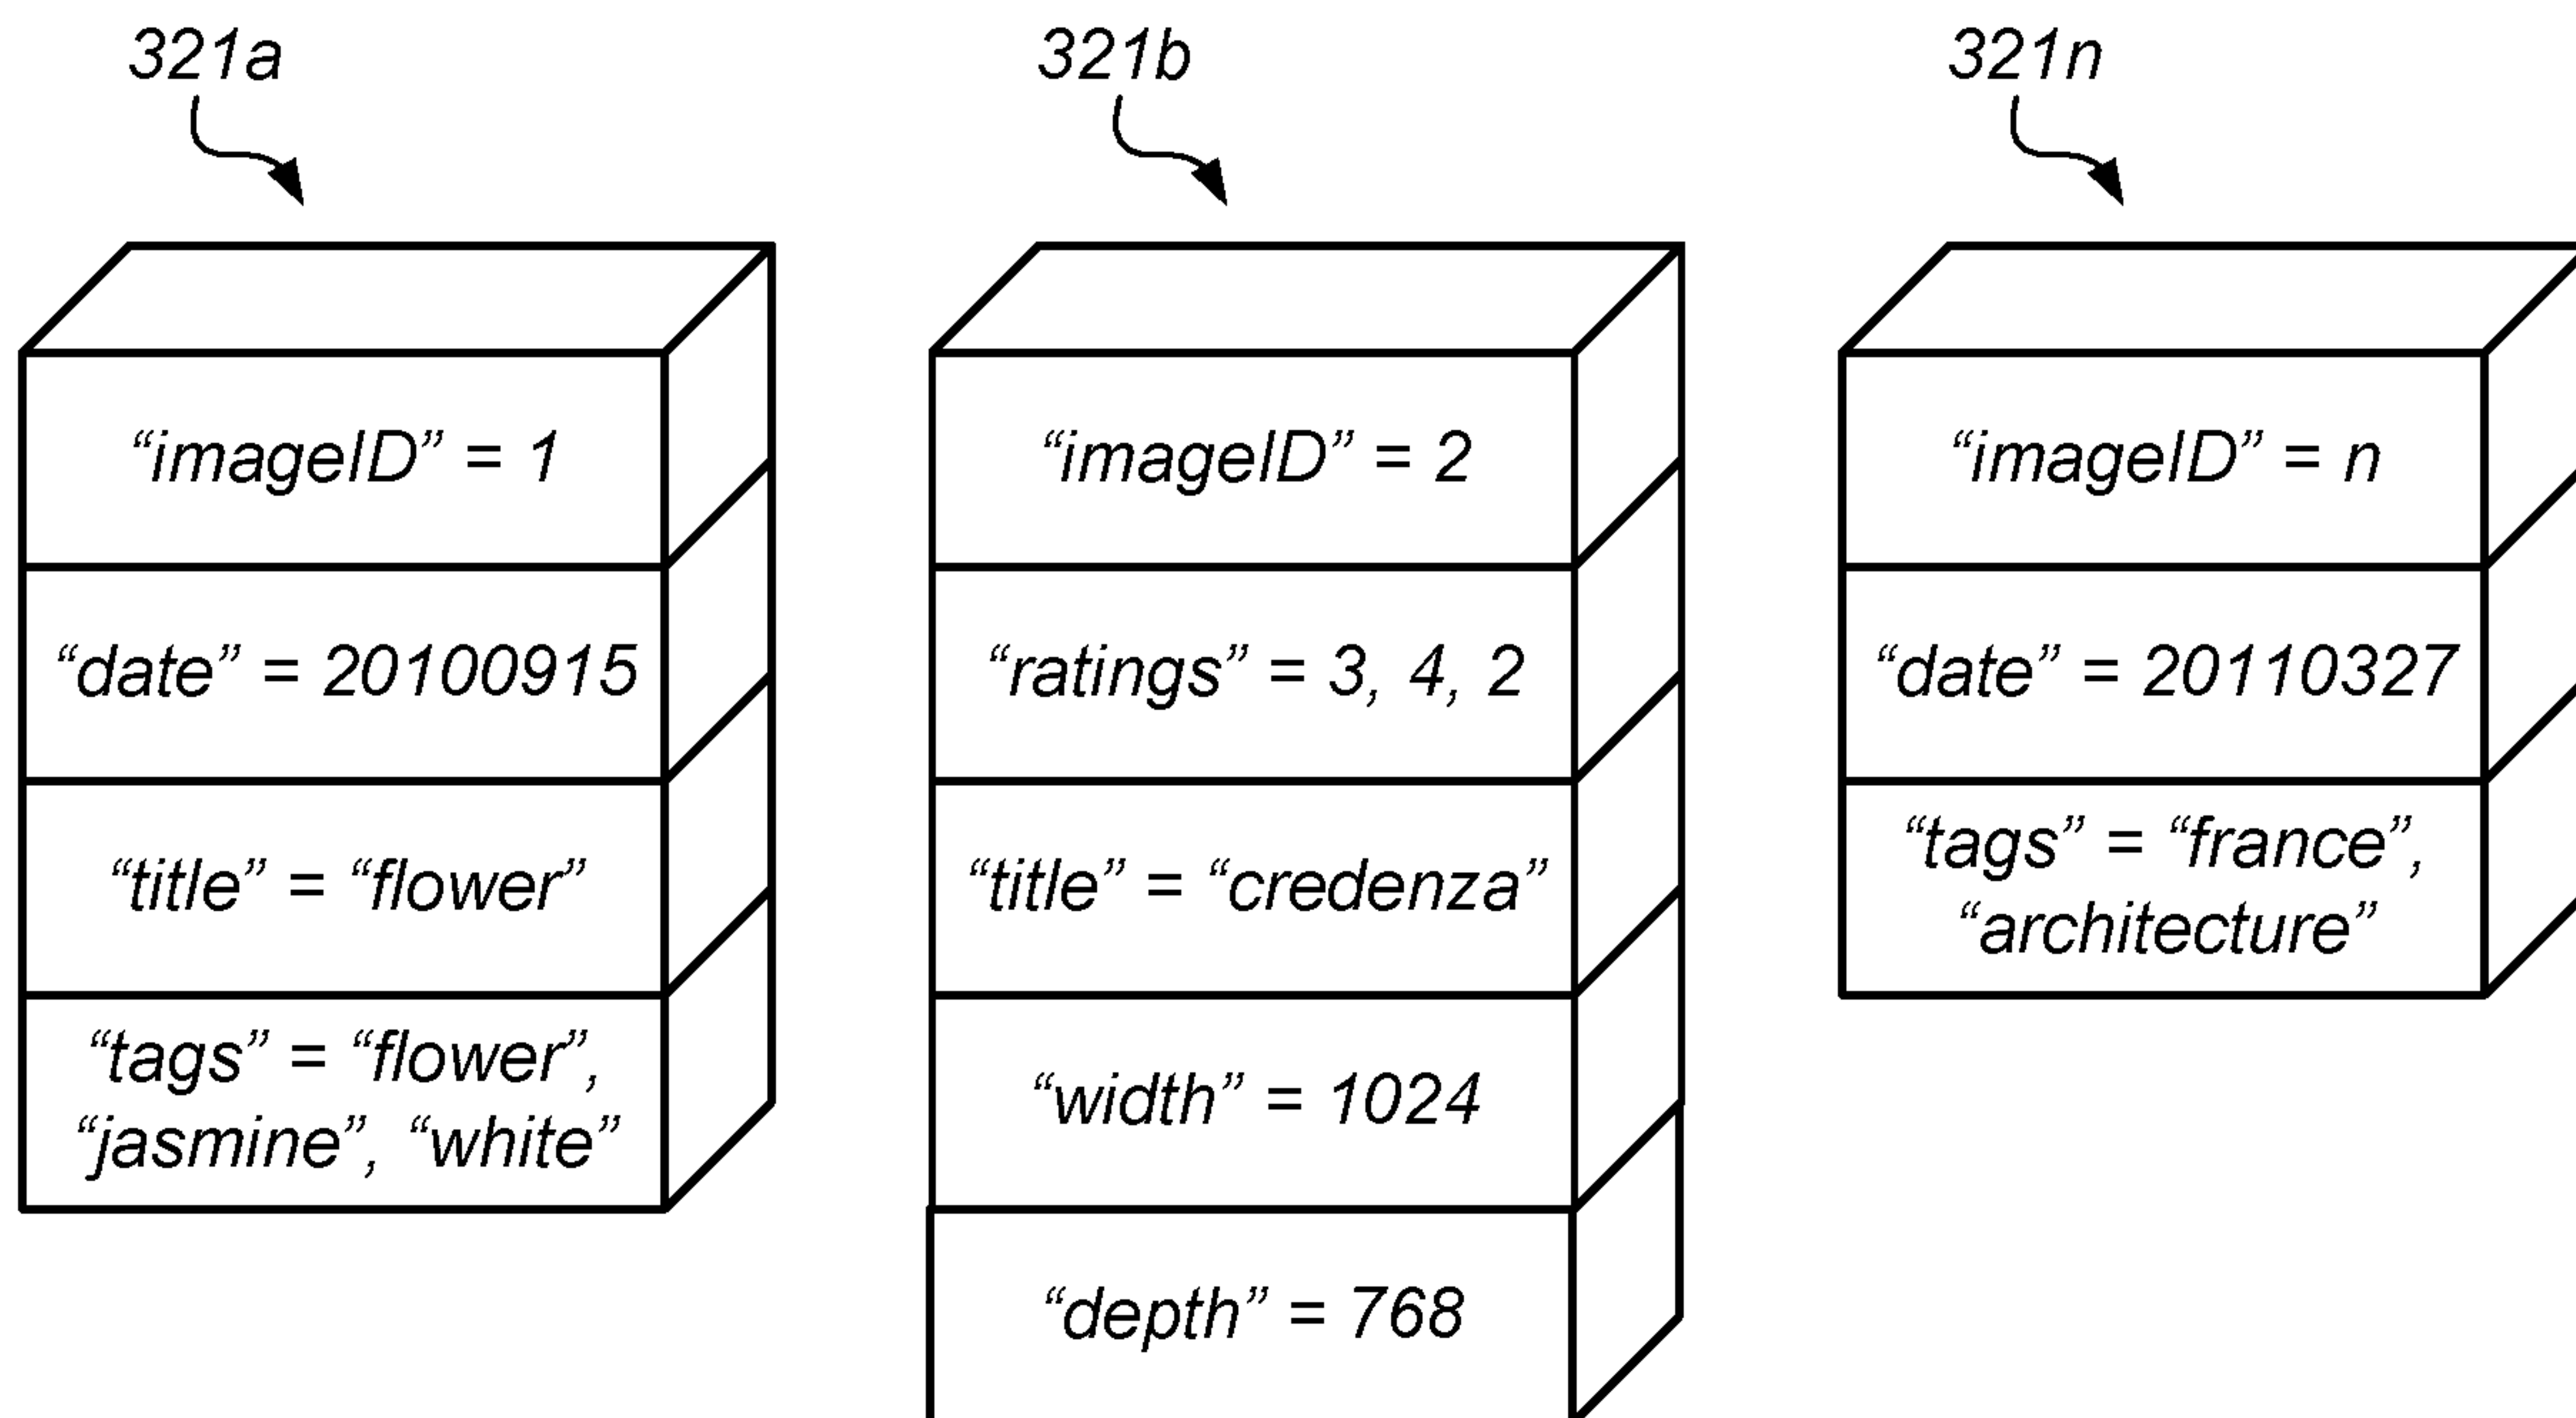 321a
“imageID” = 1
“date” = 20100915
“title” = “flower”
“tags” = “flower”,
“jasmine”, “white”
321b
“imageID” = 2
“ratings” = 3, 4, 2
“title” = “credenza”
“width” = 1024
“depth” = 768
321n
“imageID” = n
“date” = 20110327
“tags” = “france”,
“architecture”